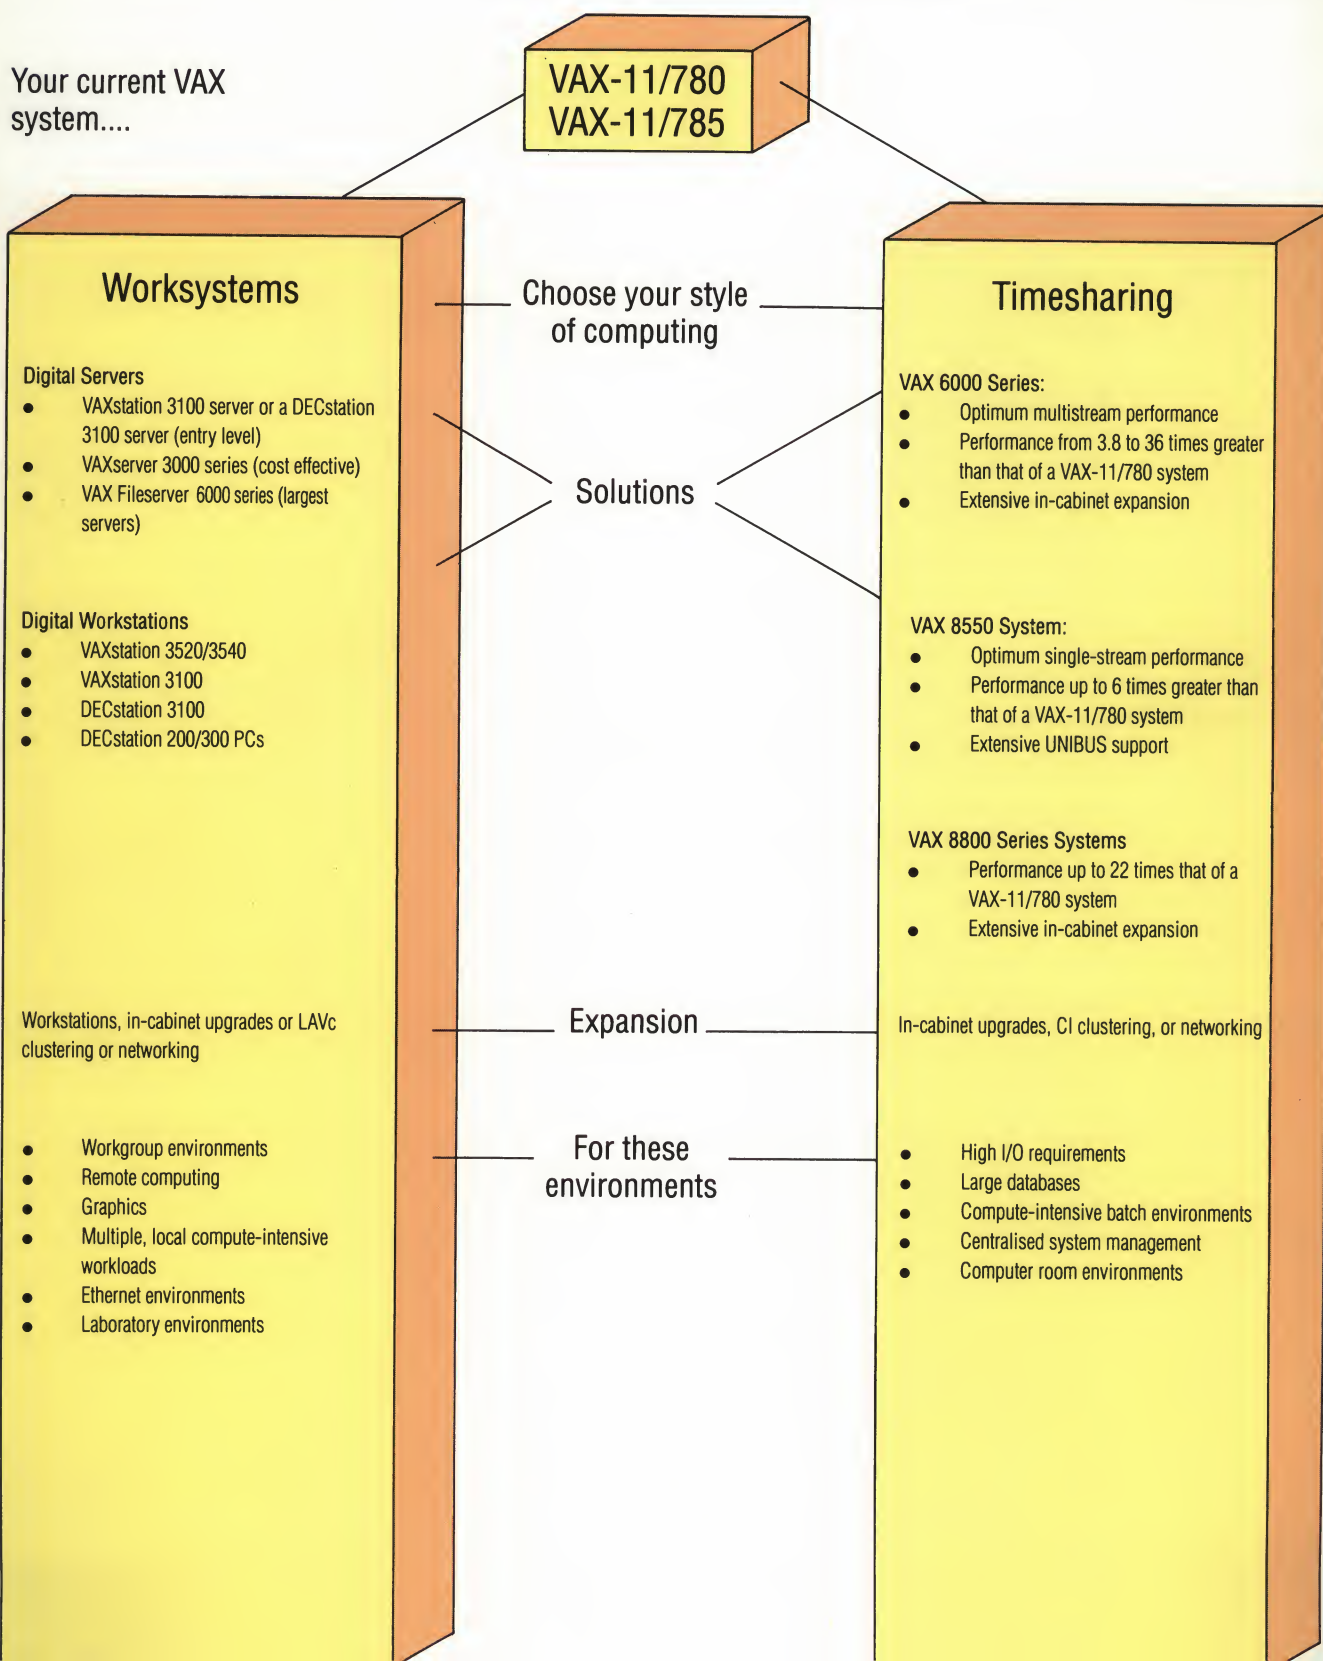 Your current VAX
system....
VAX-11/780
VAX-11/785
Worksystems
Digital Servers
● VAXstation 3100 server or a DECstation
3100 server (entry level)
● VAXserver 3000 series (cost effective)
● VAX Fileserver 6000 series (largest
servers)
Digital Workstations
● VAXstation 3520/3540
● VAXstation 3100
● DECstation 3100
● DECstation 200/300 PCs
Workstations, in-cabinet upgrades or LAVc
clustering or networking
● Workgroup environments
● Remote computing
● Graphics
● Multiple, local compute-intensive
workloads
● Ethernet environments
● Laboratory environments
Choose your style
of computing
Solutions
Expansion
For these
environments
Timesharing
VAX 6000 Series:
● Optimum multistream performance
● Performance from 3.8 to 36 times greater
than that of a VAX-11/780 system
● Extensive in-cabinet expansion
VAX 8550 System:
● Optimum single-stream performance
● Performance up to 6 times greater than
that of a VAX-11/780 system
● Extensive UNIBUS support
VAX 8800 Series Systems
● Performance up to 22 times that of a
VAX-11/780 system
● Extensive in-cabinet expansion
In-cabinet upgrades, CI clustering, or networking
● High I/O requirements
● Large databases
● Compute-intensive batch environments
● Centralised system management
● Computer room environments